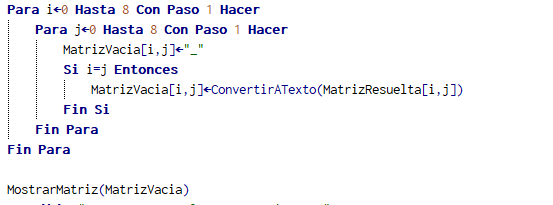 Para i←0 Hasta 8 Con Paso 1 Hacer
Para j←0 Hasta 8 Con Paso 1 Hacer
MatrizVacia[i,j]←"_"
Si i=j Entonces
MatrizVacia[i,j]←ConvertirATexto(MatrizResuelta[i,j])
Fin Si
Fin Para
Fin Para
MostrarMatriz(MatrizVacia)